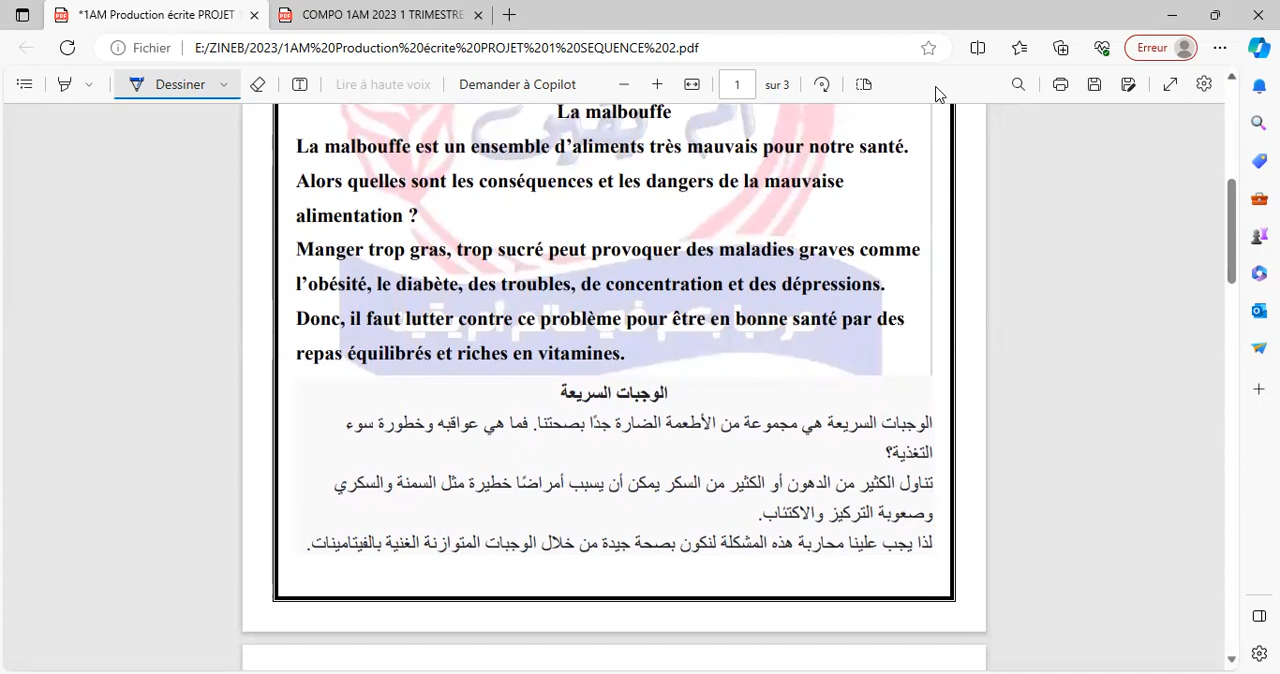 *1AM Production écrite PROJET
COMPO 1AM 2023 1 TRIMESTRE
Fichier E:/ZINEB/2023/1AM%20Production%20écrite%20PROJET%201%20SEQUENCE%202.pdf
Erreur
Dessiner
Lire à haute voix
Demander à Copilot
1 sur 3
La malbouffe
La malbouffe est un ensemble d’aliments très mauvais pour notre santé.
Alors quelles sont les conséquences et les dangers de la mauvaise
alimentation ?
Manger trop gras, trop sucré peut provoquer des maladies graves comme
l’obésité, le diabète, des troubles, de concentration et des dépressions.
Donc, il faut lutter contre ce problème pour être en bonne santé par des
repas équilibrés et riches en vitamines.
الوجبات السريعة
الوجبات السريعة هي مجموعة من الأطعمة الضارة جدًا بصحتنا. فما هي عواقبه وخطورة سوء
التغذية؟
تناول الكثير من الدهون أو الكثير من السكر يمكن أن يسبب أمراضًا خطيرة مثل السمنة والسكري
وصعوبة التركيز والاكتئاب.
لذا يجب علينا محاربة هذه المشكلة لنكون بصحة جيدة من خلال الوجبات المتوازنة الغنية بالفيتامينات.